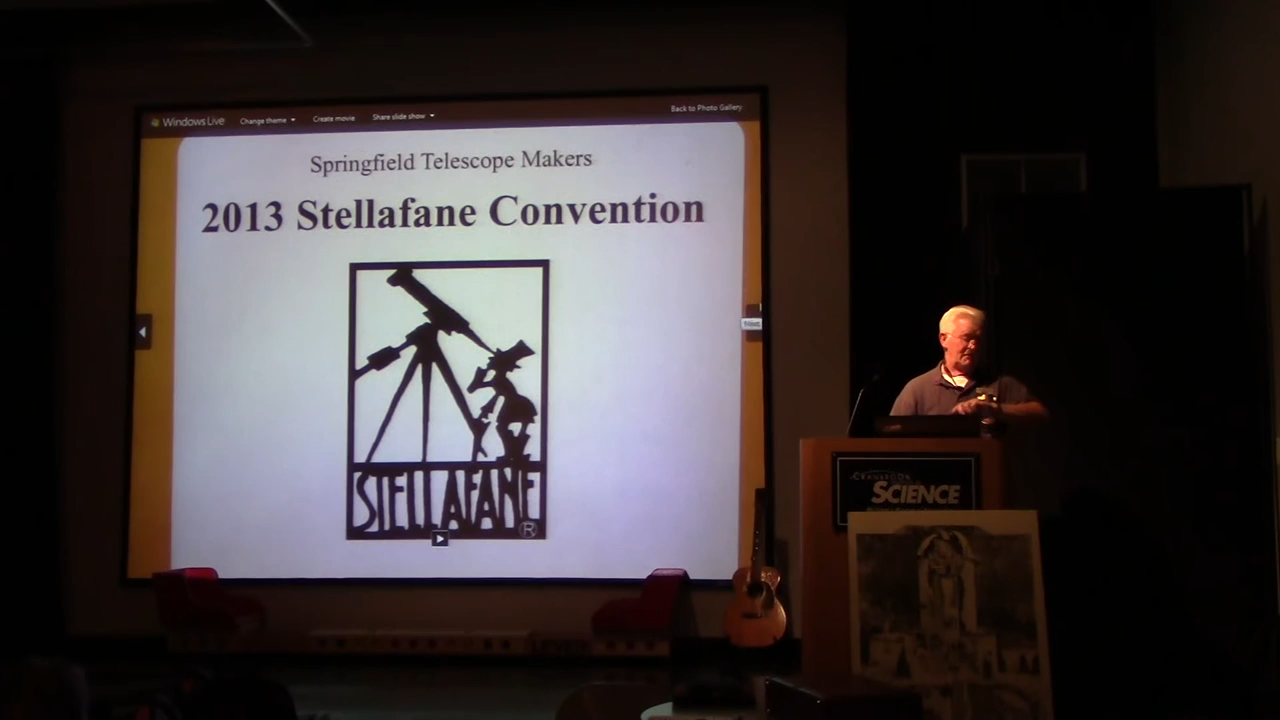 Windows Live Change theme Create movie Share slide show Back to Photo Gallery
Springfield Telescope Makers
2013 Stellafane Convention
STELLAFANE
®
CRANBROOK
SCIENCE